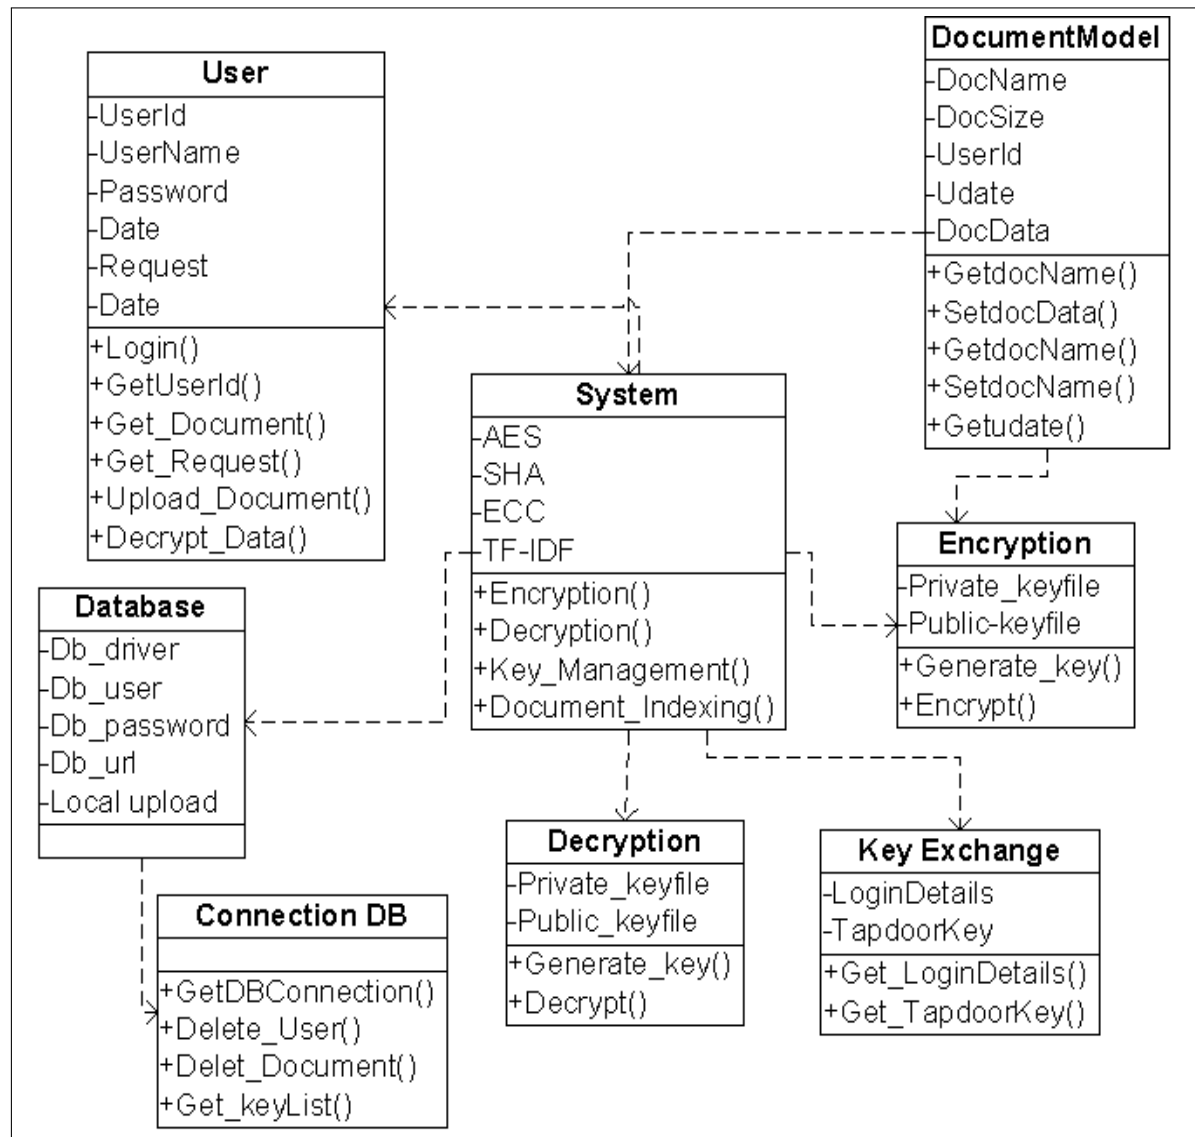 User
-UserId
-UserName
-Password
-Date
-Request
-Date
+Login()
+GetUserId()
+Get_Document()
+Get_Request()
+Upload_Document()
+Decrypt_Data()
DocumentModel
-DocName
-DocSize
-UserId
-Udate
-DocData
+GetdocName()
+SetdocData()
+GetdocName()
+SetdocName()
+Getudate()
System
-AES
-SHA
-ECC
-TF-IDF
+Encryption()
+Decryption()
+Key_Management()
+Document_Indexing()
Encryption
-Private_keyfile
-Public-keyfile
+Generate_key()
+Encrypt()
Database
-Db_driver
-Db_user
-Db_password
-Db_url
-Local upload
Connection DB
+GetDBConnection()
+Delete_User()
+Delet_Document()
+Get_keyList()
Decryption
-Private_keyfile
-Public_keyfile
+Generate_key()
+Decrypt()
Key Exchange
-LoginDetails
-TapdoorKey
+Get_LoginDetails()
+Get_TapdoorKey()